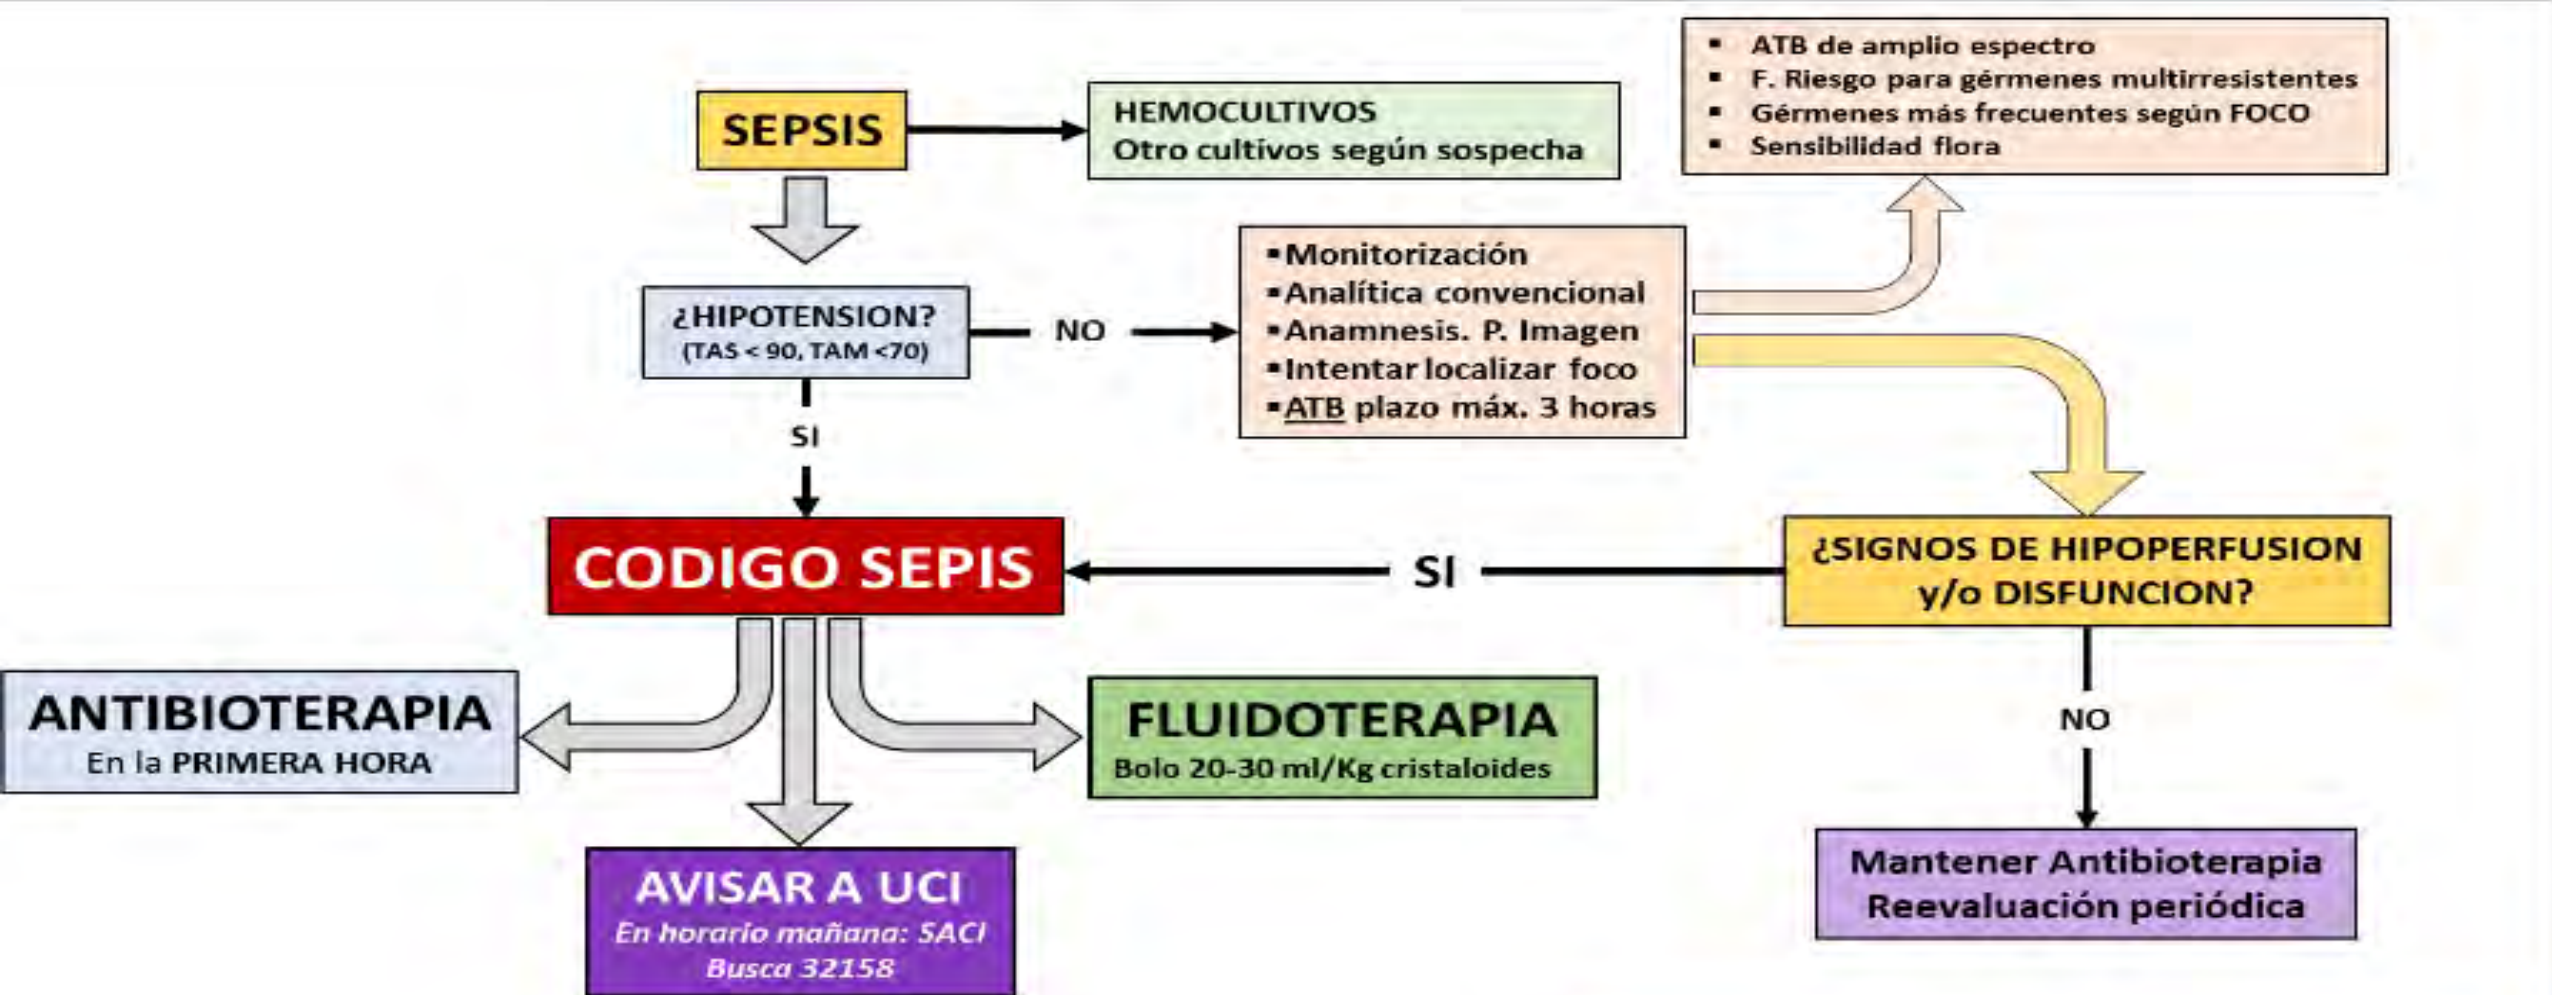 SEPSIS
HEMOCULTIVOS
Otro cultivos según sospecha
▪ ATB de amplio espectro
▪ F. Riesgo para gérmenes multirresistentes
▪ Gérmenes más frecuentes según FOCO
▪ Sensibilidad flora
¿HIPOTENSION?
(TAS < 90, TAM <70)
NO
▪Monitorización
▪Analítica convencional
▪Anamnesis. P. Imagen
▪Intentar localizar foco
▪ATB plazo máx. 3 horas
SI
CODIGO SEPIS
SI
¿SIGNOS DE HIPOPERFUSION
y/o DISFUNCION?
ANTIBIOTERAPIA
En la PRIMERA HORA
FLUIDOTERAPIA
Bolo 20-30 ml/Kg cristaloides
NO
AVISAR A UCI
En horario mañana: SACI
Busca 32158
Mantener Antibioterapia
Reevaluación periódica